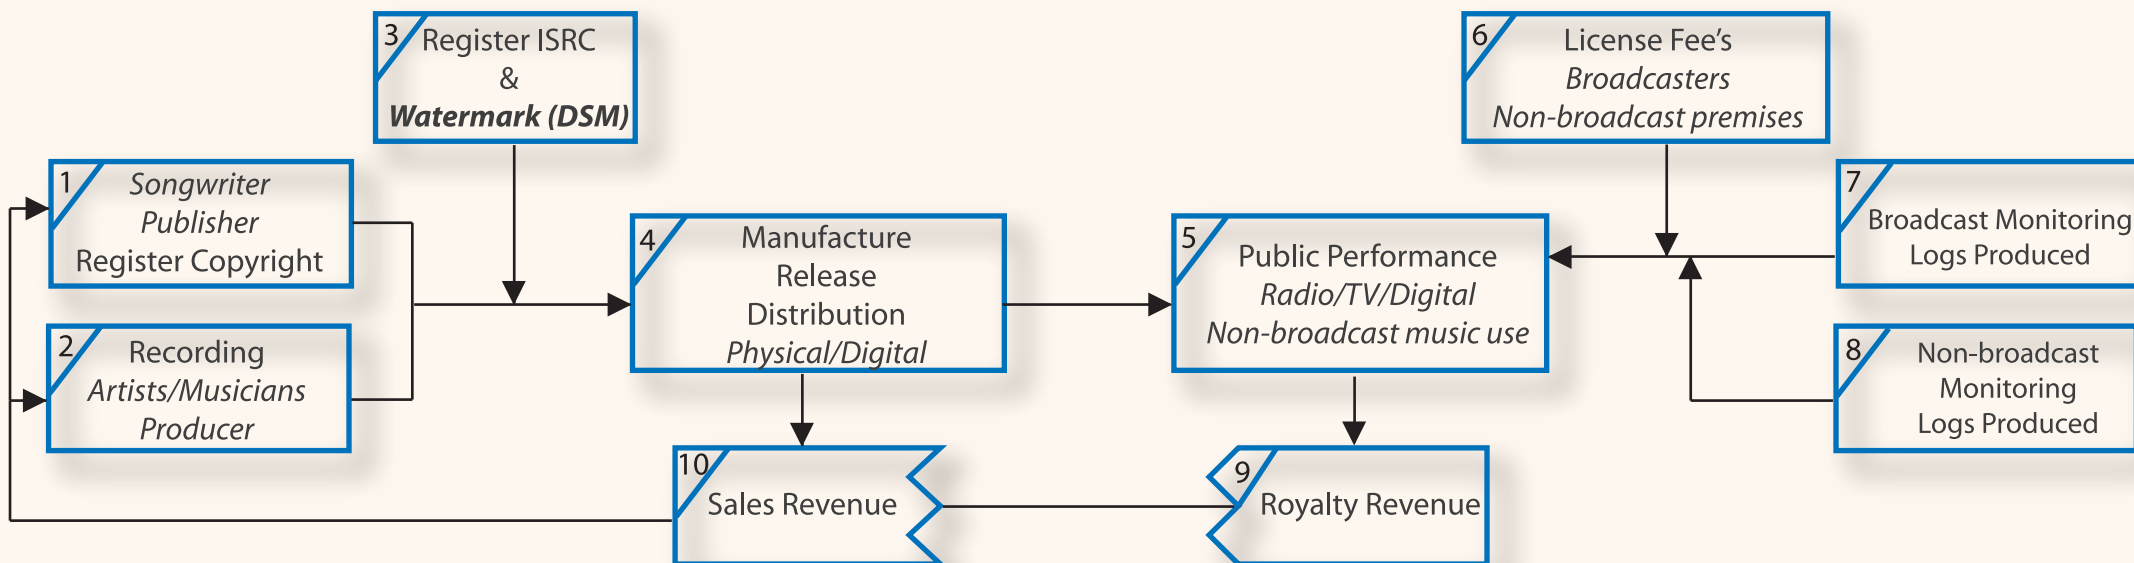 1
Songwriter
Publisher
Register Copyright
2
Recording
Artists/Musicians
Producer
3
Register ISRC
&
Watermark (DSM)
4
Manufacture
Release
Distribution
Physical/Digital
5
Public Performance
Radio/TV/Digital
Non-broadcast music use
6
License Fee's
Broadcasters
Non-broadcast premises
7
Broadcast Monitoring
Logs Produced
8
Non-broadcast
Monitoring
Logs Produced
9
Royalty Revenue
10
Sales Revenue